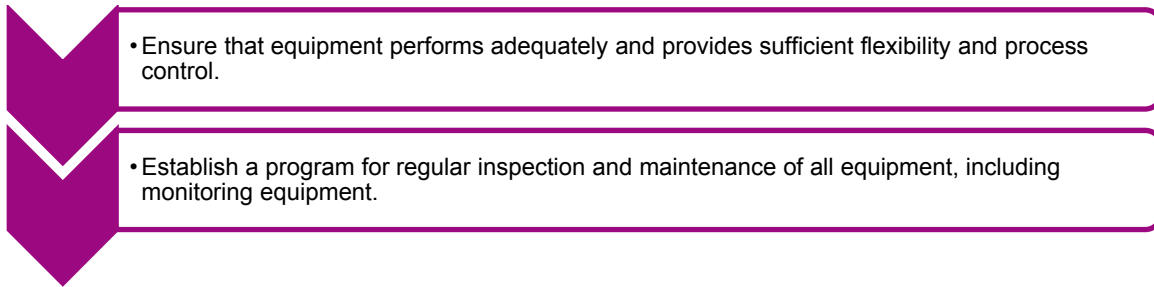 • Ensure that equipment performs adequately and provides sufficient flexibility and process
control.
• Establish a program for regular inspection and maintenance of all equipment, including
monitoring equipment.